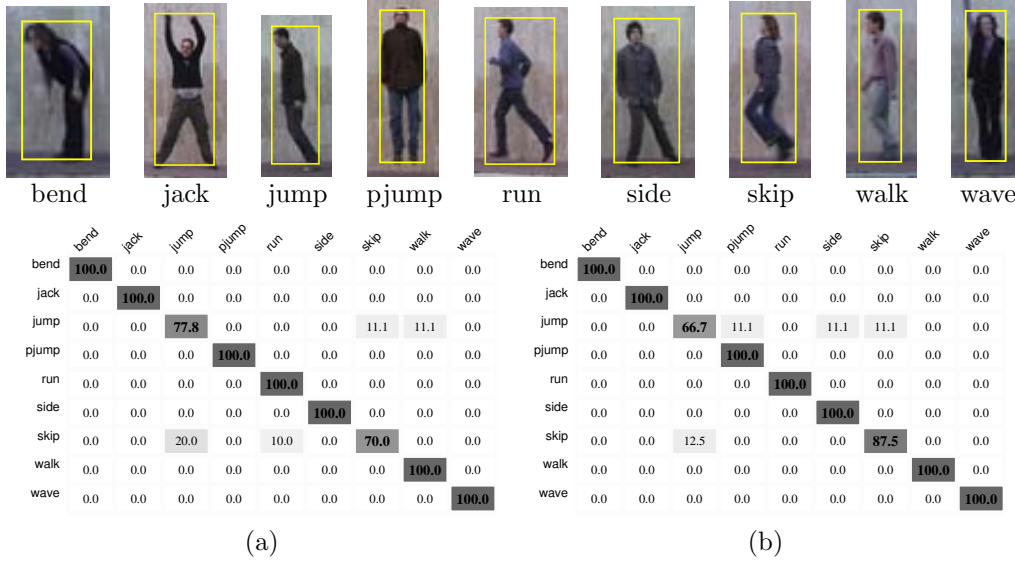 bend jack jump pjump run side skip walk wave
bend jack jump pjump run side skip walk wave
bend 100.0 0.0 0.0 0.0 0.0 0.0 0.0 0.0 0.0
jack 0.0 100.0 0.0 0.0 0.0 0.0 0.0 0.0 0.0
jump 0.0 0.0 77.8 0.0 0.0 0.0 11.1 11.1 0.0
pjump 0.0 0.0 0.0 100.0 0.0 0.0 0.0 0.0 0.0
run 0.0 0.0 0.0 0.0 100.0 0.0 0.0 0.0 0.0
side 0.0 0.0 0.0 0.0 0.0 100.0 0.0 0.0 0.0
skip 0.0 0.0 20.0 0.0 10.0 0.0 70.0 0.0 0.0
walk 0.0 0.0 0.0 0.0 0.0 0.0 0.0 100.0 0.0
wave 0.0 0.0 0.0 0.0 0.0 0.0 0.0 0.0 100.0
(a)
bend jack jump pjump run side skip walk wave
bend 100.0 0.0 0.0 0.0 0.0 0.0 0.0 0.0 0.0
jack 0.0 100.0 0.0 0.0 0.0 0.0 0.0 0.0 0.0
jump 0.0 0.0 66.7 11.1 0.0 11.1 11.1 0.0 0.0
pjump 0.0 0.0 0.0 100.0 0.0 0.0 0.0 0.0 0.0
run 0.0 0.0 0.0 0.0 100.0 0.0 0.0 0.0 0.0
side 0.0 0.0 0.0 0.0 0.0 100.0 0.0 0.0 0.0
skip 0.0 0.0 12.5 0.0 0.0 0.0 87.5 0.0 0.0
walk 0.0 0.0 0.0 0.0 0.0 0.0 0.0 100.0 0.0
wave 0.0 0.0 0.0 0.0 0.0 0.0 0.0 0.0 100.0
(b)